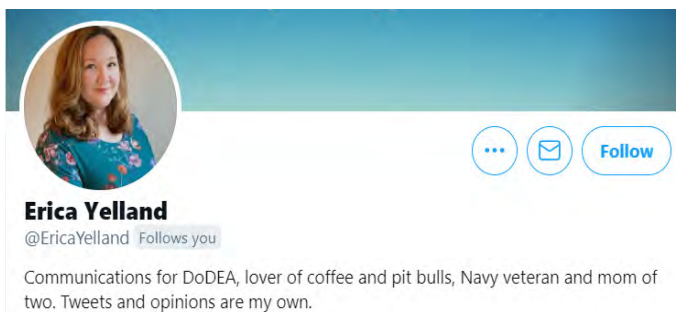 Follow
Erica Yelland
@EricaYelland Follows you
Communications for DoDEA, lover of coffee and pit bulls, Navy veteran and mom of
two. Tweets and opinions are my own.